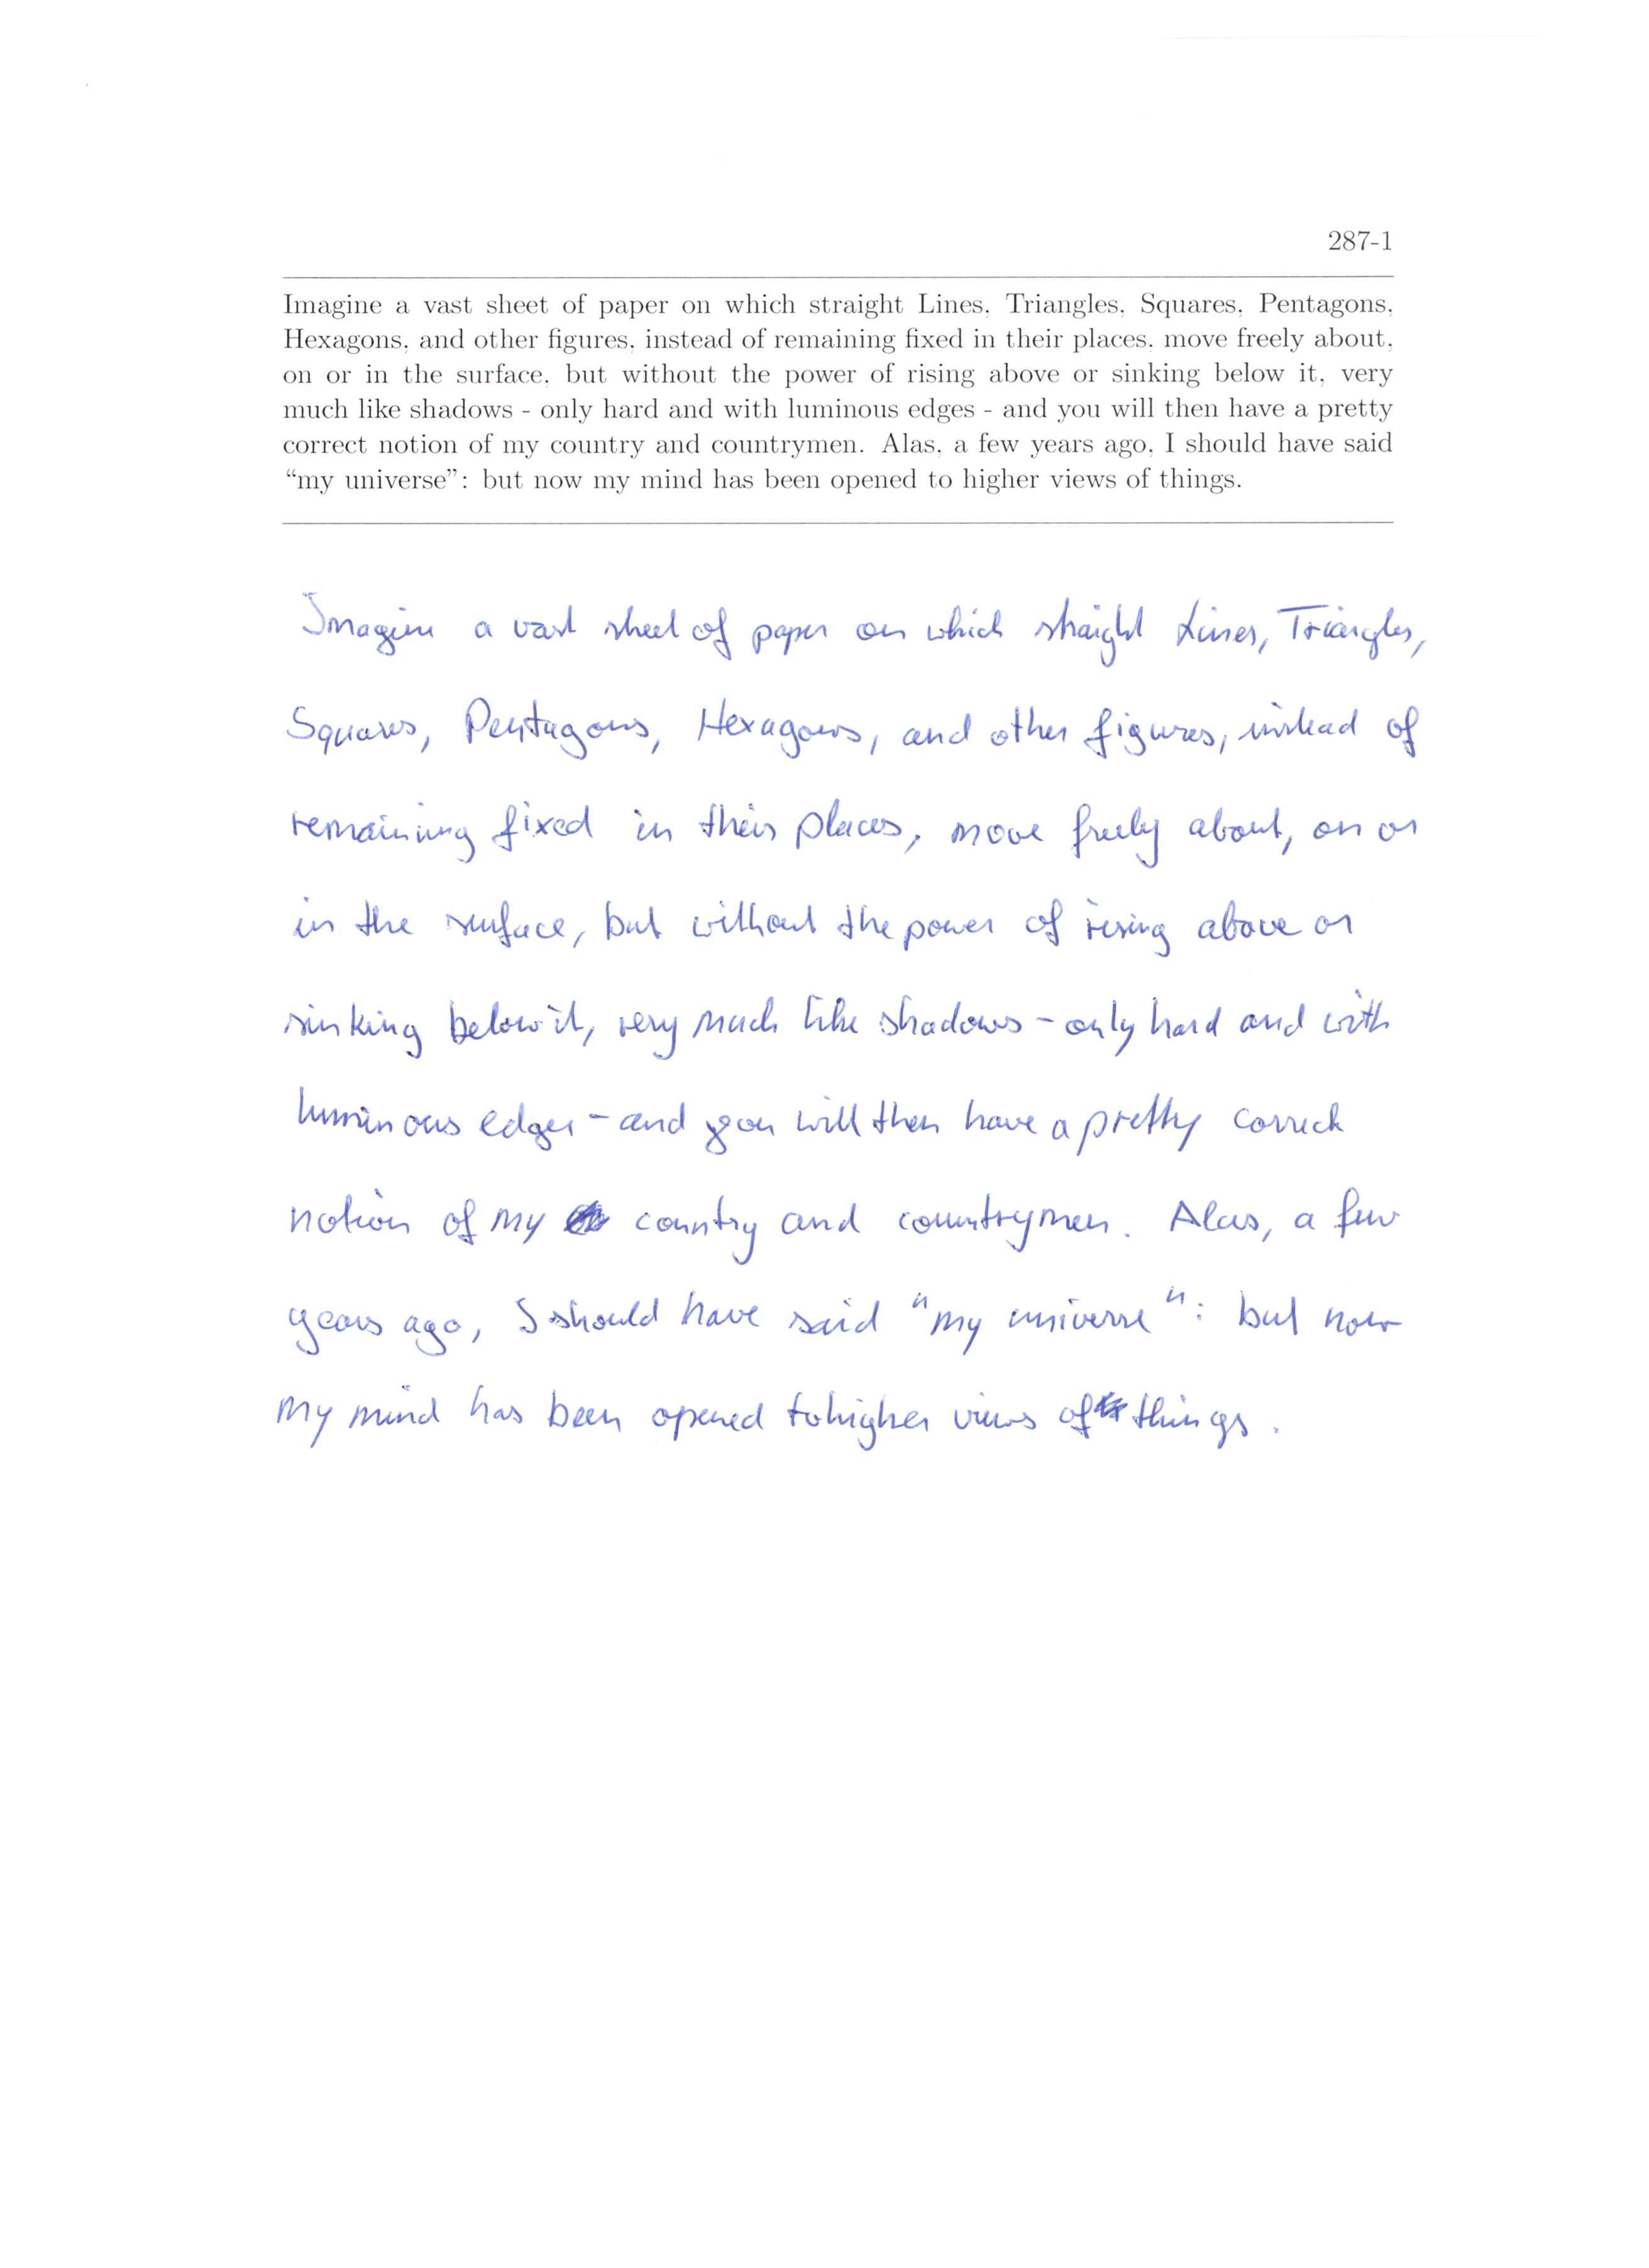 287-1
Imagine a vast sheet of paper on which straight Lines, Triangles, Squares, Pentagons,
Hexagons, and other figures, instead of remaining fixed in their places, move freely about,
on or in the surface, but without the power of rising above or sinking below it, very
much like shadows - only hard and with luminous edges - and you will then have a pretty
correct notion of my country and countrymen. Alas, a few years ago, I should have said
“my universe”: but now my mind has been opened to higher views of things.
Imagine a vast sheet of paper on which straight Lines, Triangles,
Squares, Pentagons, Hexagons, and other figures, instead of
remaining fixed in their places, move freely about, on or
in the surface, but without the power of rising above or
sinking below it, very much like shadows - only hard and with
luminous edges - and you will then have a pretty correct
notion of my country and countrymen. Alas, a few
years ago, I should have said "my universe": but now
my mind has been opened to higher views of things.